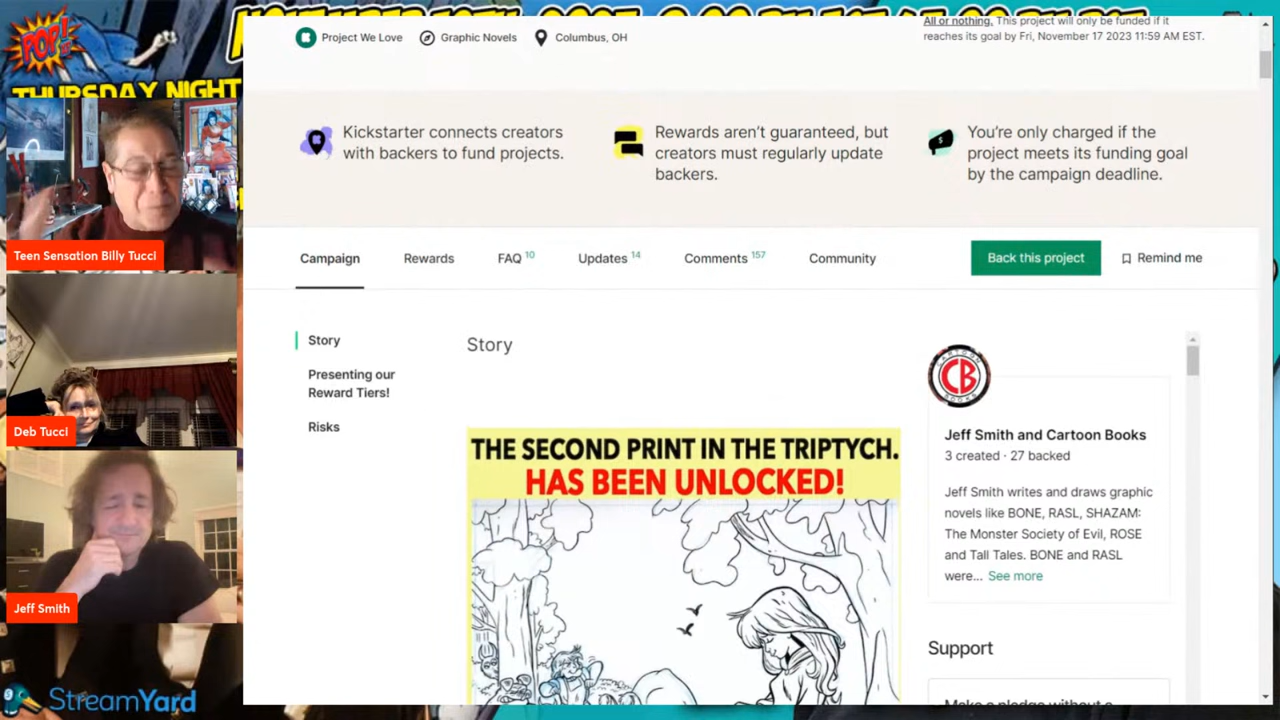 POP!
THURSDAY NIGHT
Teen Sensation Billy Tucci
Deb Tucci
Jeff Smith
StreamYard
Project We Love
Graphic Novels
Columbus, OH
All or nothing. This project will only be funded if it
reaches its goal by Fri, November 17 2023 11:59 AM EST.
Kickstarter connects creators
with backers to fund projects.
Rewards aren’t guaranteed, but
creators must regularly update
backers.
You’re only charged if the
project meets its funding goal
by the campaign deadline.
Campaign
Rewards
FAQ 10
Updates 14
Comments 157
Community
Back this project
Remind me
Story
Presenting our
Reward Tiers!
Risks
Story
THE SECOND PRINT IN THE TRIPTYCH.
HAS BEEN UNLOCKED!
CARTOON
CB
BOOKS
Jeff Smith and Cartoon Books
3 created · 27 backed
Jeff Smith writes and draws graphic
novels like BONE, RASL, SHAZAM:
The Monster Society of Evil, ROSE
and Tall Tales. BONE and RASL
were... See more
Support
Make a pledge without a